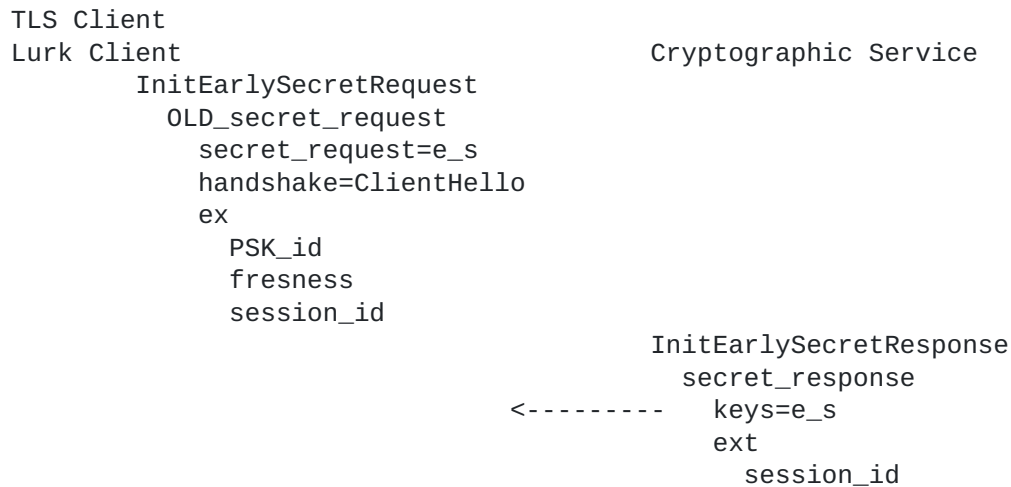 TLS Client
Lurk Client                              Cryptographic Service
        InitEarlySecretRequest
          OLD_secret_request
            secret_request=e_s
            handshake=ClientHello
            ex
              PSK_id
              fresness
              session_id
                                         InitEarlySecretResponse
                                           secret_response
                                <---------   keys=e_s
                                             ext
                                               session_id